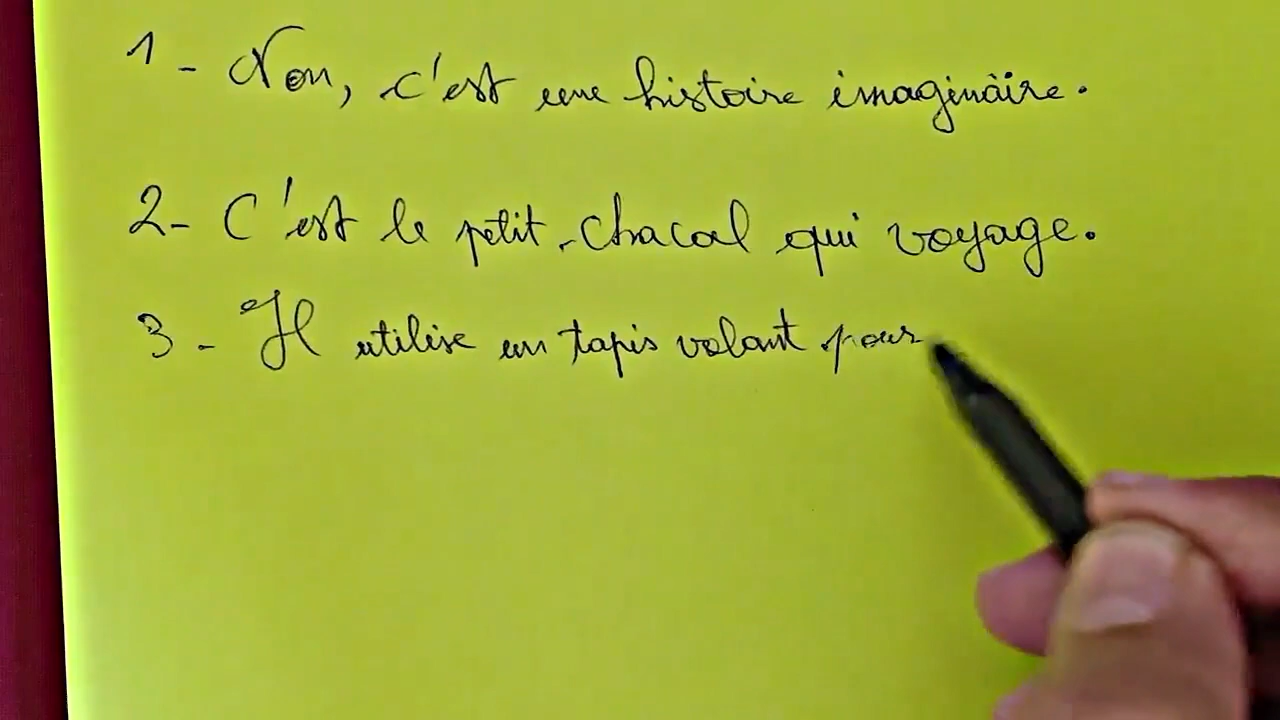 1 - Non, c'est une histoire imaginaire.
2- C'est le petit chacal qui voyage.
3 - Il utilise un tapis volant pour